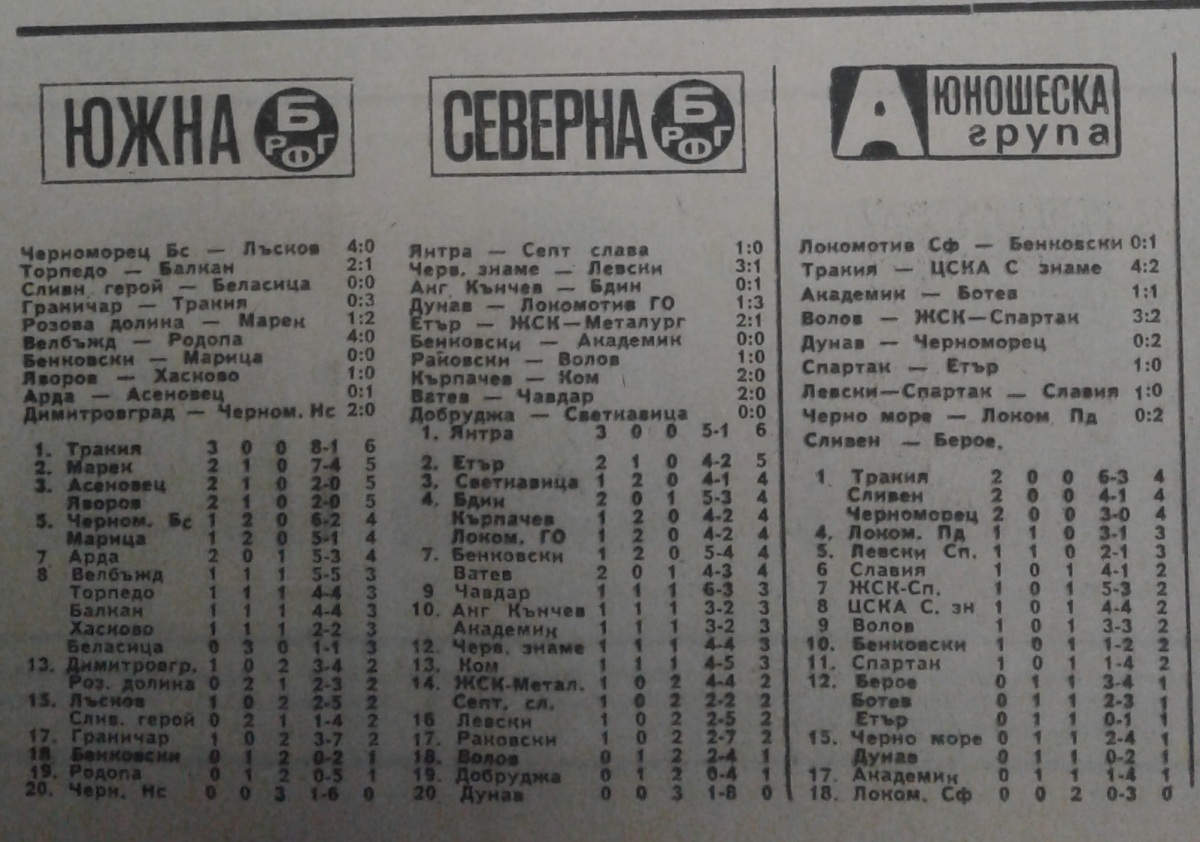 ЮЖНА Б РФГ
Черноморец Бс — Лъсков 4:0
Торпедо — Балкан 2:1
Сливн. герой — Беласица 0:0
Граничар — Тракия 0:3
Розова долина — Марек 1:2
Велбъжд — Родопа 4:0
Бенковски — Марица 0:0
Яворов — Хасково 1:0
Арда — Асеновец 0:1
Димитровград — Черном. Нс 2:0
1. Тракия 3 0 0 8-1 6
2. Марек 2 1 0 7-4 5
3. Асеновец 2 1 0 2-0 5
Яворов 2 1 0 2-0 5
5. Черном. Бс 1 2 0 6-2 4
Марица 1 2 0 5-1 4
7 Арда 2 0 1 5-3 4
8 Велбъжд 1 1 1 5-5 3
Торпедо 1 1 1 4-4 3
Балкан 1 1 1 4-4 3
Хасково 1 1 1 2-2 3
Беласица 0 3 0 1-1 3
13. Димитровгр. 1 0 2 3-4 2
Роз. долина 0 2 1 2-3 2
15. Лъсков 1 0 2 2-5 2
Слив. герой 0 2 1 1-4 2
17. Граничар 1 0 2 3-7 2
18 Бенковски 0 1 2 0-2 1
19. Родопа 0 1 2 0-5 1
20. Черн. Нс 0 0 3 1-6 0
СЕВЕРНА Б РФГ
Янтра — Септ слава 1:0
Черв. знаме — Левски 3:1
Анг. Кънчев — Бдин 0:1
Дунав — Локомотив ГО 1:3
Етър — ЖСК—Металург 2:1
Бенковски — Академик 0:0
Раковски — Волов 1:0
Кърпачев — Ком 2:0
Ватев — Чавдар 2:0
Добруджа — Светкавица 0:0
1. Янтра 3 0 0 5-1 6
2. Етър 2 1 0 4-2 5
3. Светкавица 1 2 0 4-1 4
4. Бдин 2 0 1 5-3 4
Кърпачев 1 2 0 4-2 4
Локом. ГО 1 2 0 4-2 4
7. Бенковски 1 2 0 5-4 4
Ватев 2 0 1 4-3 4
9 Чавдар 1 1 1 6-3 3
10. Анг Кънчев 1 1 1 3-2 3
Академик 1 1 1 3-2 3
12. Черв. знаме 1 1 1 4-4 3
13. Ком 1 1 1 4-5 3
14. ЖСК-Метал. 1 0 2 4-4 2
Септ. сл. 1 0 2 2-2 2
16 Левски 1 0 2 2-5 2
17. Раковски 1 0 2 2-7 2
18. Волов 0 1 2 2-4 1
19. Добруджа 0 1 2 0-4 1
20 Дунав 0 0 3 1-8 0
А ЮНОШЕСКА
група
Локомотив Сф — Бенковски 0:1
Тракия — ЦСКА С знаме 4:2
Академик — Ботев 1:1
Волов — ЖСК—Спартак 3:2
Дунав — Черноморец 0:2
Спартак — Етър 1:0
Левски—Спартак — Славия 1:0
Черно море — Локом. Пд 0:2
Сливен — Берое.
1 Тракия 2 0 0 6-3 4
Сливен 2 0 0 4-1 4
Черноморец 2 0 0 3-0 4
4. Локом. Пд 1 1 0 3-1 3
5. Левски Сп. 1 1 0 2-1 3
6 Славия 1 0 1 4-1 2
7 ЖСК-Сп. 1 0 1 5-3 2
8 ЦСКА С. зн 1 0 1 4-4 2
9 Волов 1 0 1 3-3 2
10. Бенковски 1 0 1 1-2 2
11. Спартак 1 0 1 1-4 2
12. Берое 0 1 1 3-4 1
Ботев 0 1 1 2-3 1
Етър 0 1 1 0-1 1
15. Черно море 0 1 1 2-4 1
Дунав 0 1 1 0-2 1
17. Академик 0 1 1 1-4 1
18. Локом. Сф 0 0 2 0-3 0